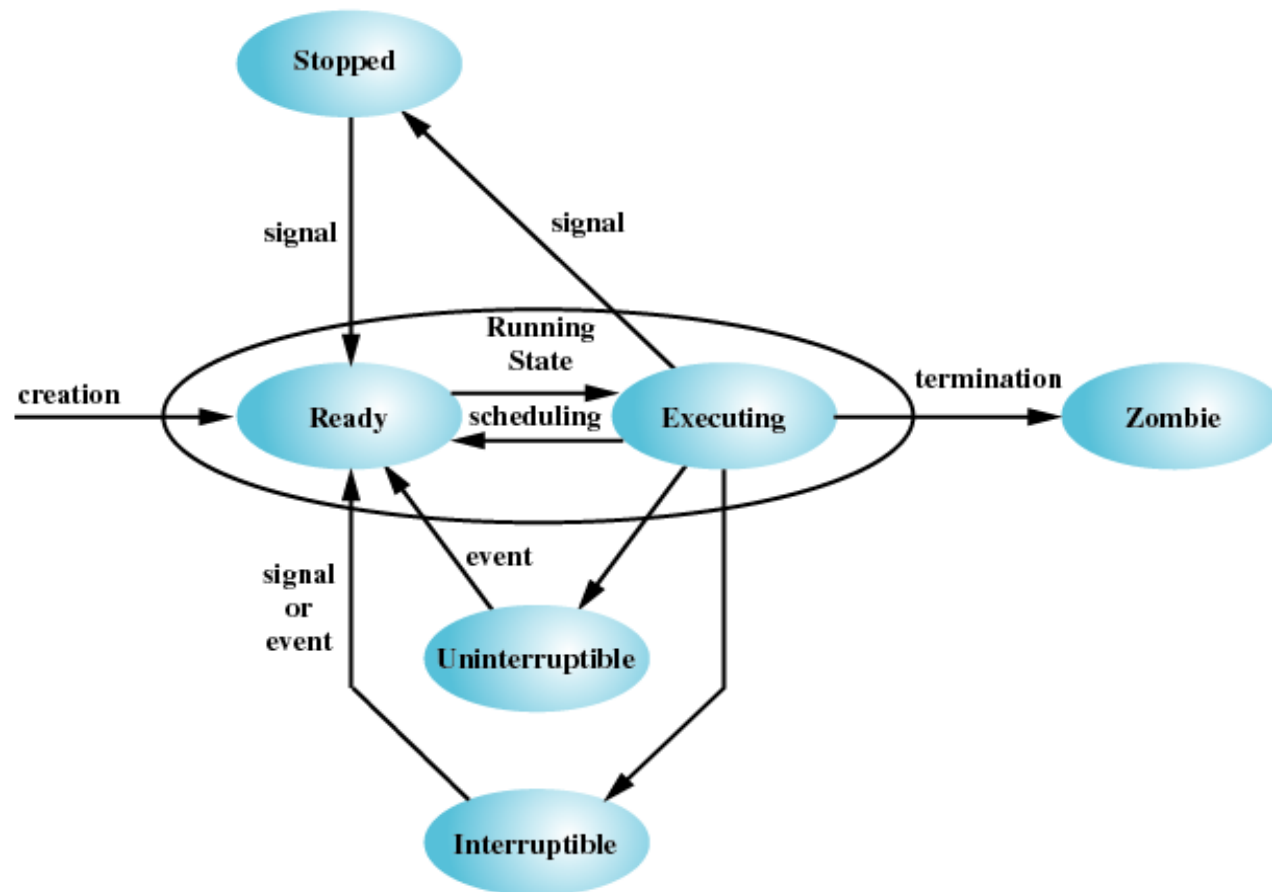 Stopped
signal
signal
Running
State
creation
Ready
scheduling
Executing
termination
Zombie
event
signal
or
event
Uninterruptible
Interruptible